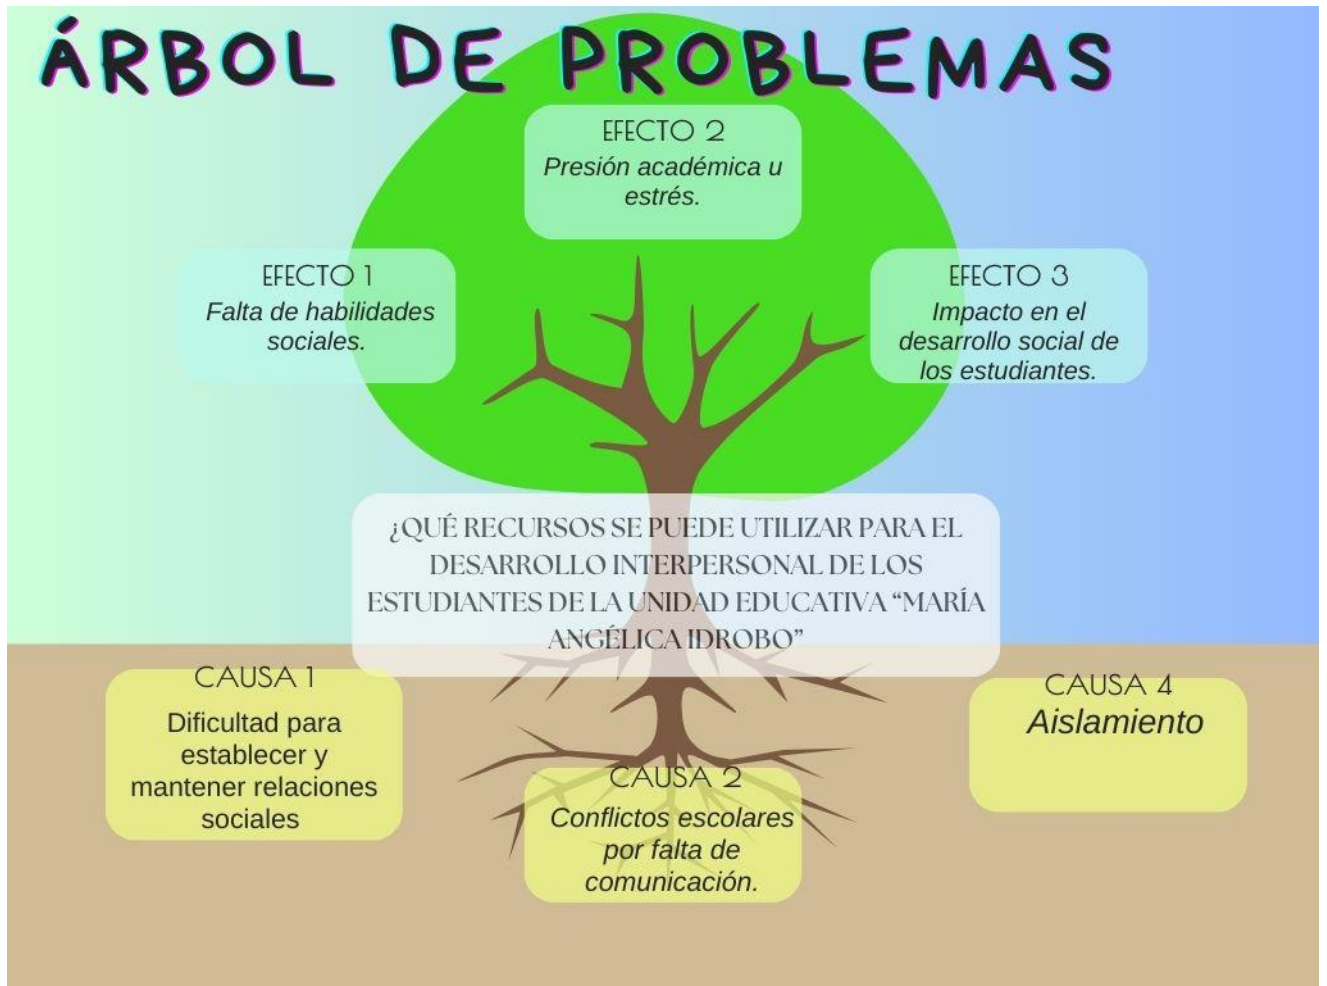 ÁRBOL DE PROBLEMAS
EFECTO 2
Presión académica u
estrés.
EFECTO 1
Falta de habilidades
sociales.
EFECTO 3
Impacto en el
desarrollo social de
los estudiantes.
¿QUÉ RECURSOS SE PUEDE UTILIZAR PARA EL
DESARROLLO INTERPERSONAL DE LOS
ESTUDIANTES DE LA UNIDAD EDUCATIVA “MARÍA
ANGÉLICA IDROBO”
CAUSA 1
Dificultad para
establecer y
mantener relaciones
sociales
CAUSA 2
Conflictos escolares
por falta de
comunicación.
CAUSA 4
Aislamiento